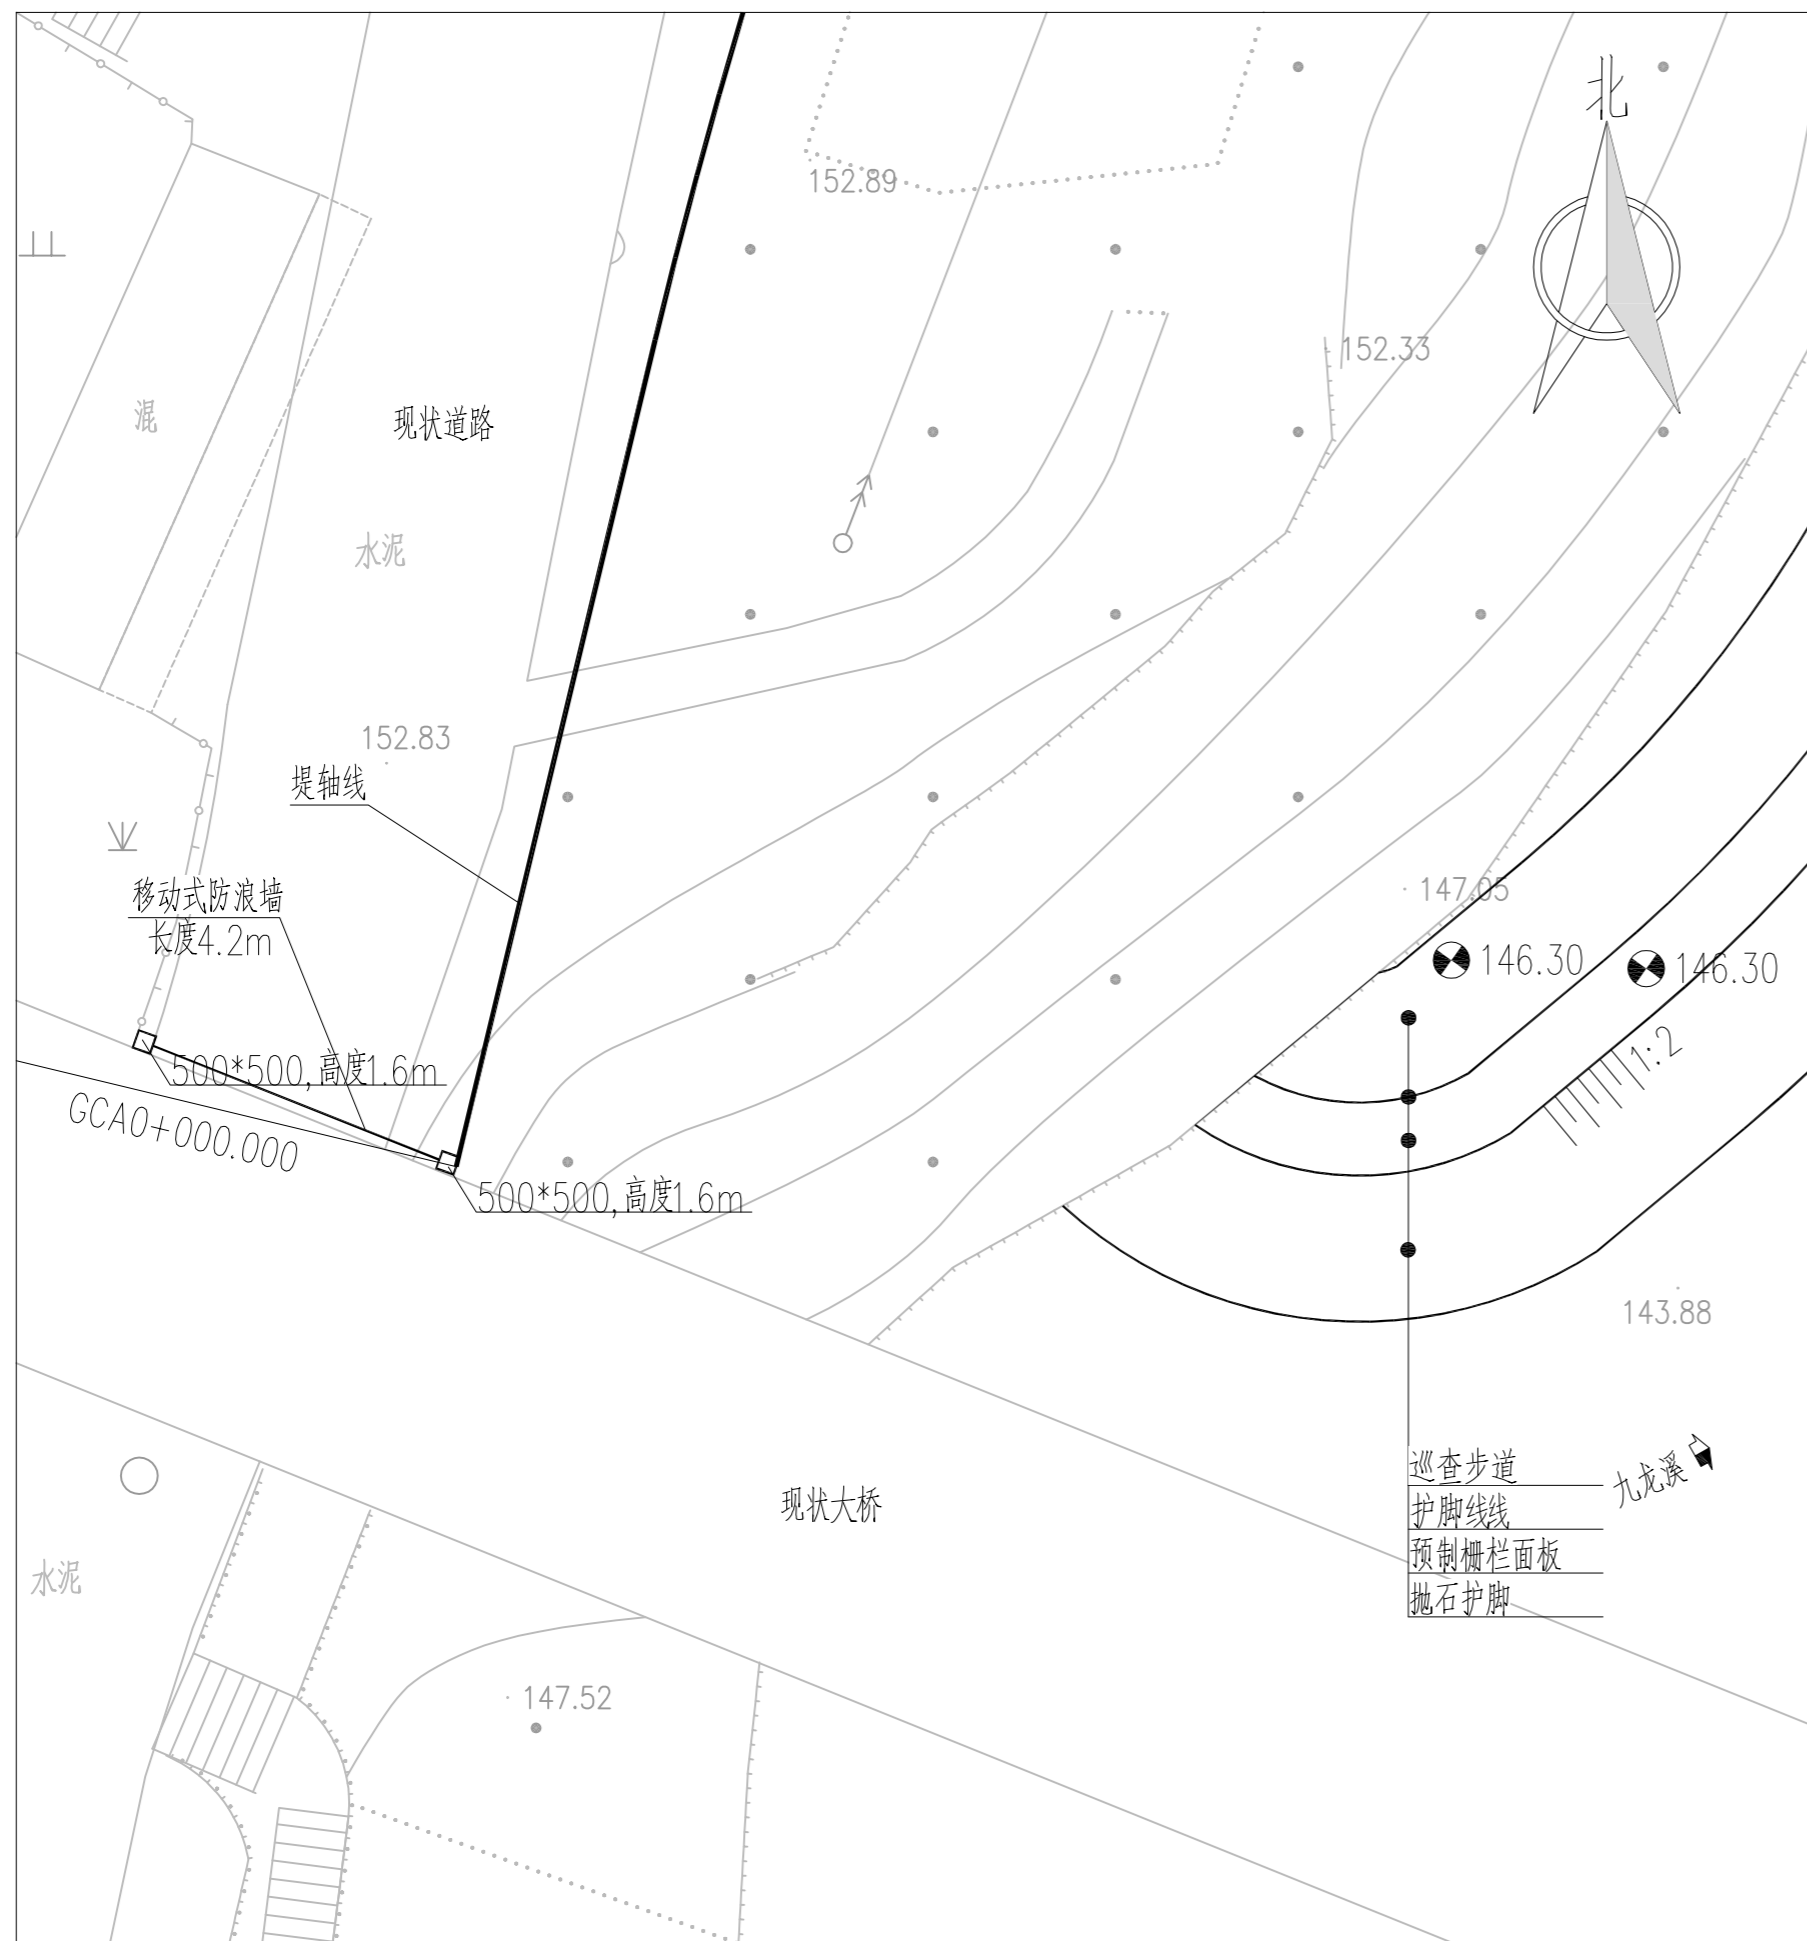 北
152.89
152.33
混
现状道路
水泥
152.83
堤轴线
移动式防浪墙
长度4.2m
147.05
146.30
146.30
500*500,高度1.6m
1:2
GCA0+000.000
500*500,高度1.6m
143.88
巡查步道
护脚线线
预制栅栏面板
抛石护脚
九龙溪
现状大桥
水泥
147.52